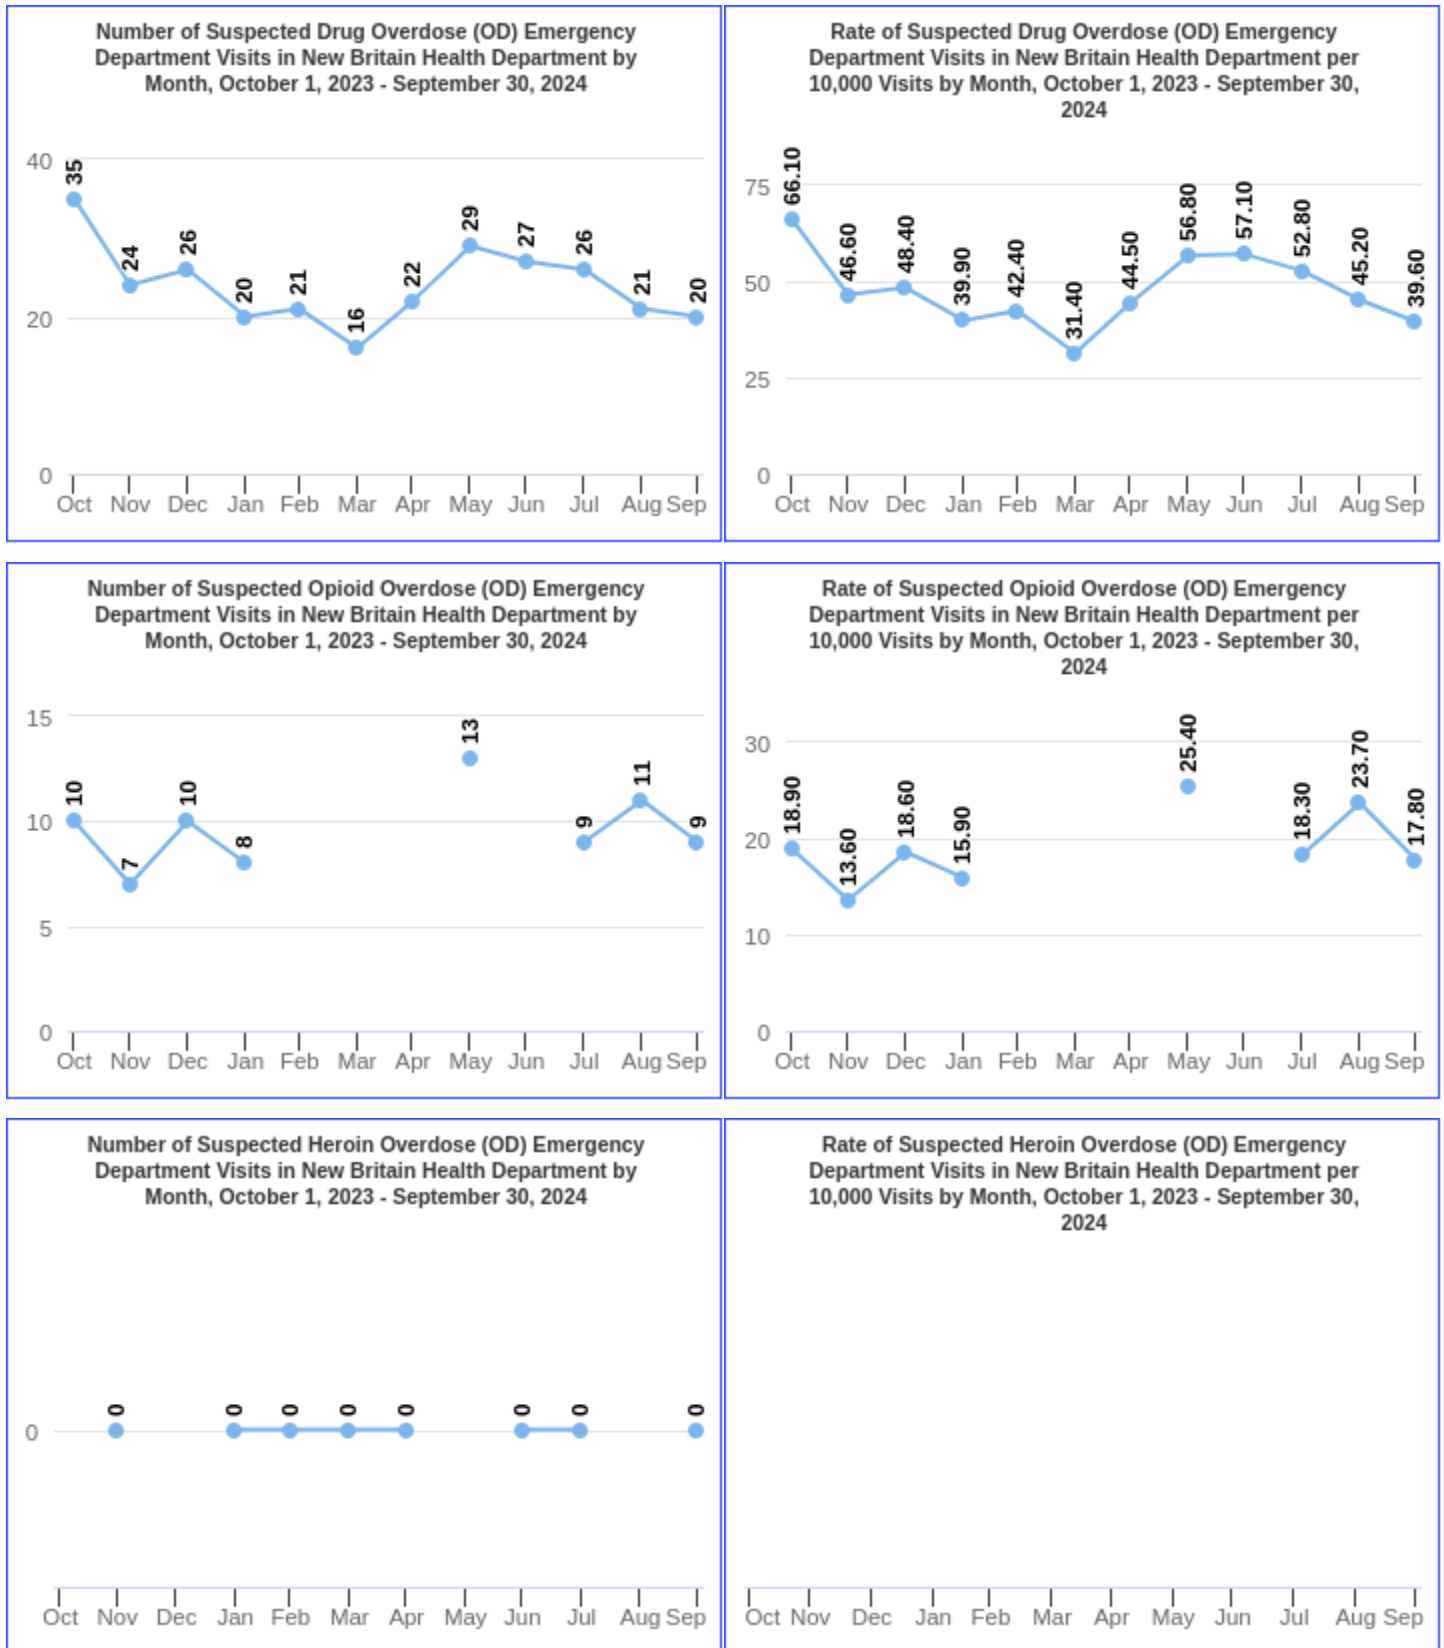 Number of Suspected Drug Overdose (OD) Emergency
Department Visits in New Britain Health Department by
Month, October 1, 2023 - September 30, 2024
40
20
0
35
24
26
20
21
16
22
29
27
26
21
20
Oct Nov Dec Jan Feb Mar Apr May Jun Jul Aug Sep
Rate of Suspected Drug Overdose (OD) Emergency
Department Visits in New Britain Health Department per
10,000 Visits by Month, October 1, 2023 - September 30,
2024
75
50
25
0
66.10
46.60
48.40
39.90
42.40
31.40
44.50
56.80
57.10
52.80
45.20
39.60
Oct Nov Dec Jan Feb Mar Apr May Jun Jul Aug Sep
Number of Suspected Opioid Overdose (OD) Emergency
Department Visits in New Britain Health Department by
Month, October 1, 2023 - September 30, 2024
15
10
5
0
10
7
10
8
13
9
11
9
Oct Nov Dec Jan Feb Mar Apr May Jun Jul Aug Sep
Rate of Suspected Opioid Overdose (OD) Emergency
Department Visits in New Britain Health Department per
10,000 Visits by Month, October 1, 2023 - September 30,
2024
30
20
10
0
18.90
13.60
18.60
15.90
25.40
18.30
23.70
17.80
Oct Nov Dec Jan Feb Mar Apr May Jun Jul Aug Sep
Number of Suspected Heroin Overdose (OD) Emergency
Department Visits in New Britain Health Department by
Month, October 1, 2023 - September 30, 2024
0
0
0
0
0
0
0
0
0
Oct Nov Dec Jan Feb Mar Apr May Jun Jul Aug Sep
Rate of Suspected Heroin Overdose (OD) Emergency
Department Visits in New Britain Health Department per
10,000 Visits by Month, October 1, 2023 - September 30,
2024
Oct Nov Dec Jan Feb Mar Apr May Jun Jul Aug Sep